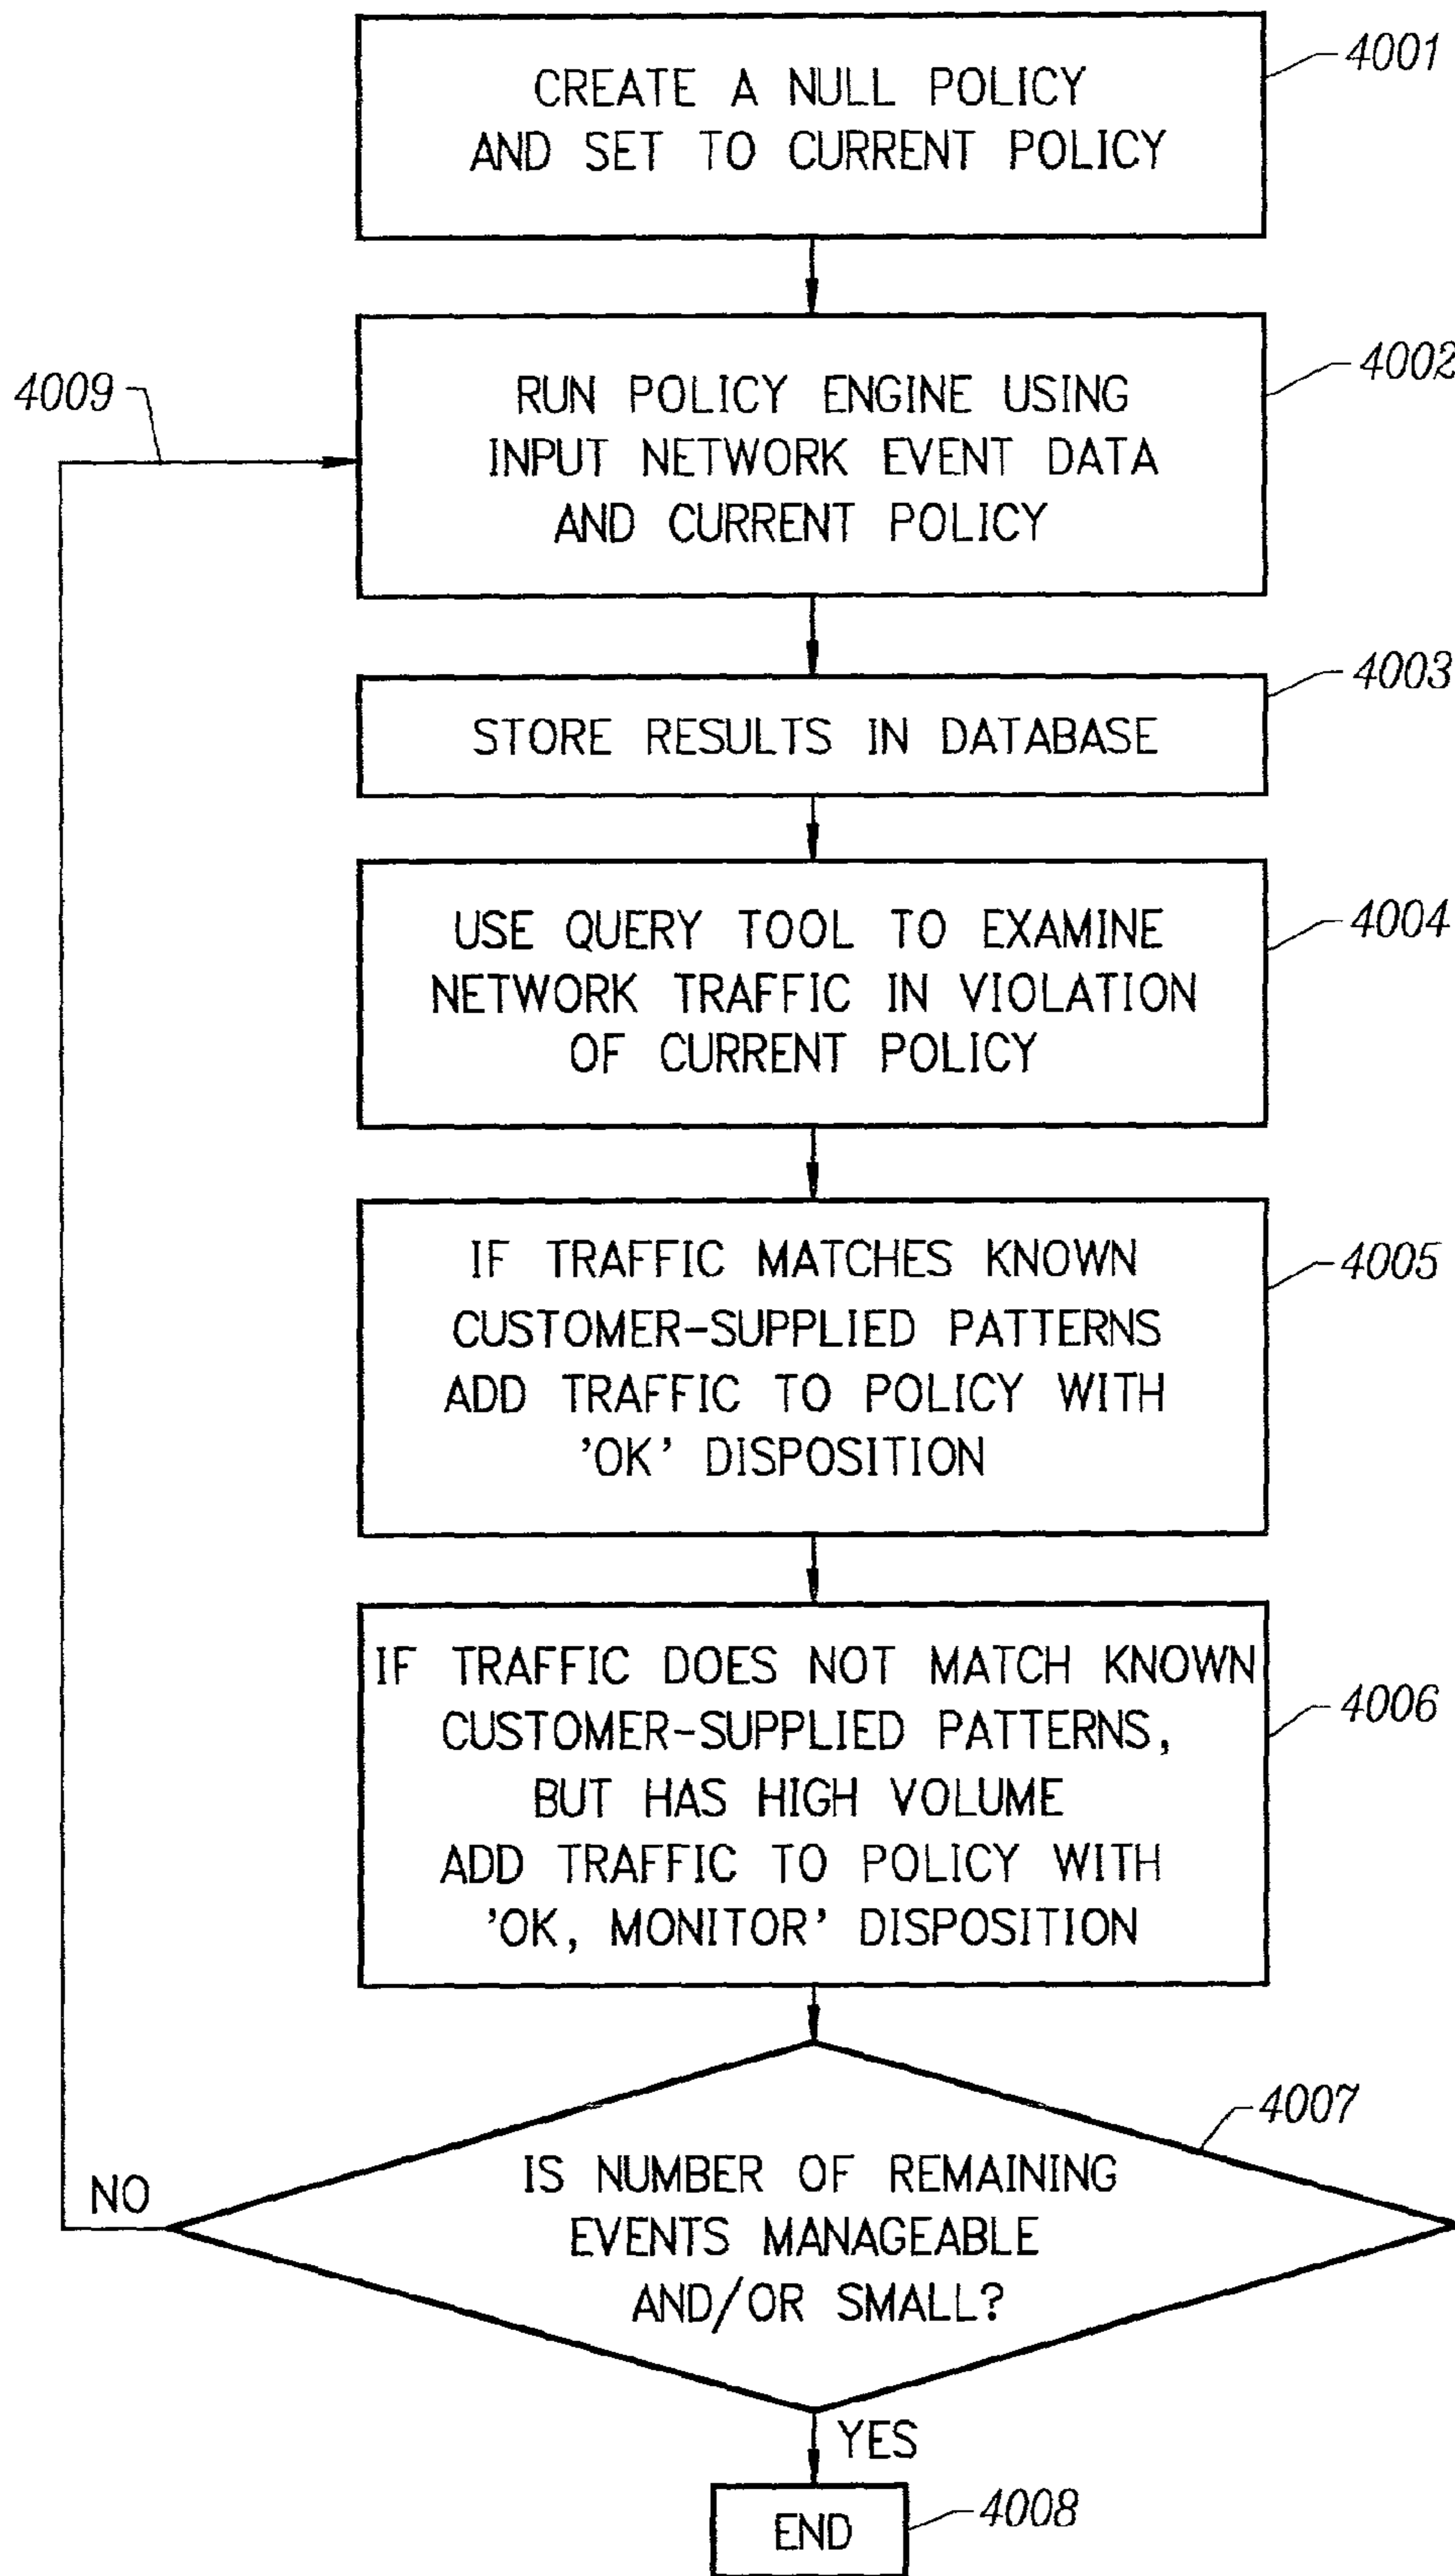 CREATE A NULL POLICY
AND SET TO CURRENT POLICY
4001
RUN POLICY ENGINE USING
INPUT NETWORK EVENT DATA
AND CURRENT POLICY
4002
4009
STORE RESULTS IN DATABASE
4003
USE QUERY TOOL TO EXAMINE
NETWORK TRAFFIC IN VIOLATION
OF CURRENT POLICY
4004
IF TRAFFIC MATCHES KNOWN
CUSTOMER-SUPPLIED PATTERNS
ADD TRAFFIC TO POLICY WITH
'OK' DISPOSITION
4005
IF TRAFFIC DOES NOT MATCH KNOWN
CUSTOMER-SUPPLIED PATTERNS,
BUT HAS HIGH VOLUME
ADD TRAFFIC TO POLICY WITH
'OK, MONITOR' DISPOSITION
4006
IS NUMBER OF REMAINING
EVENTS MANAGEABLE
AND/OR SMALL?
4007
NO
YES
END
4008